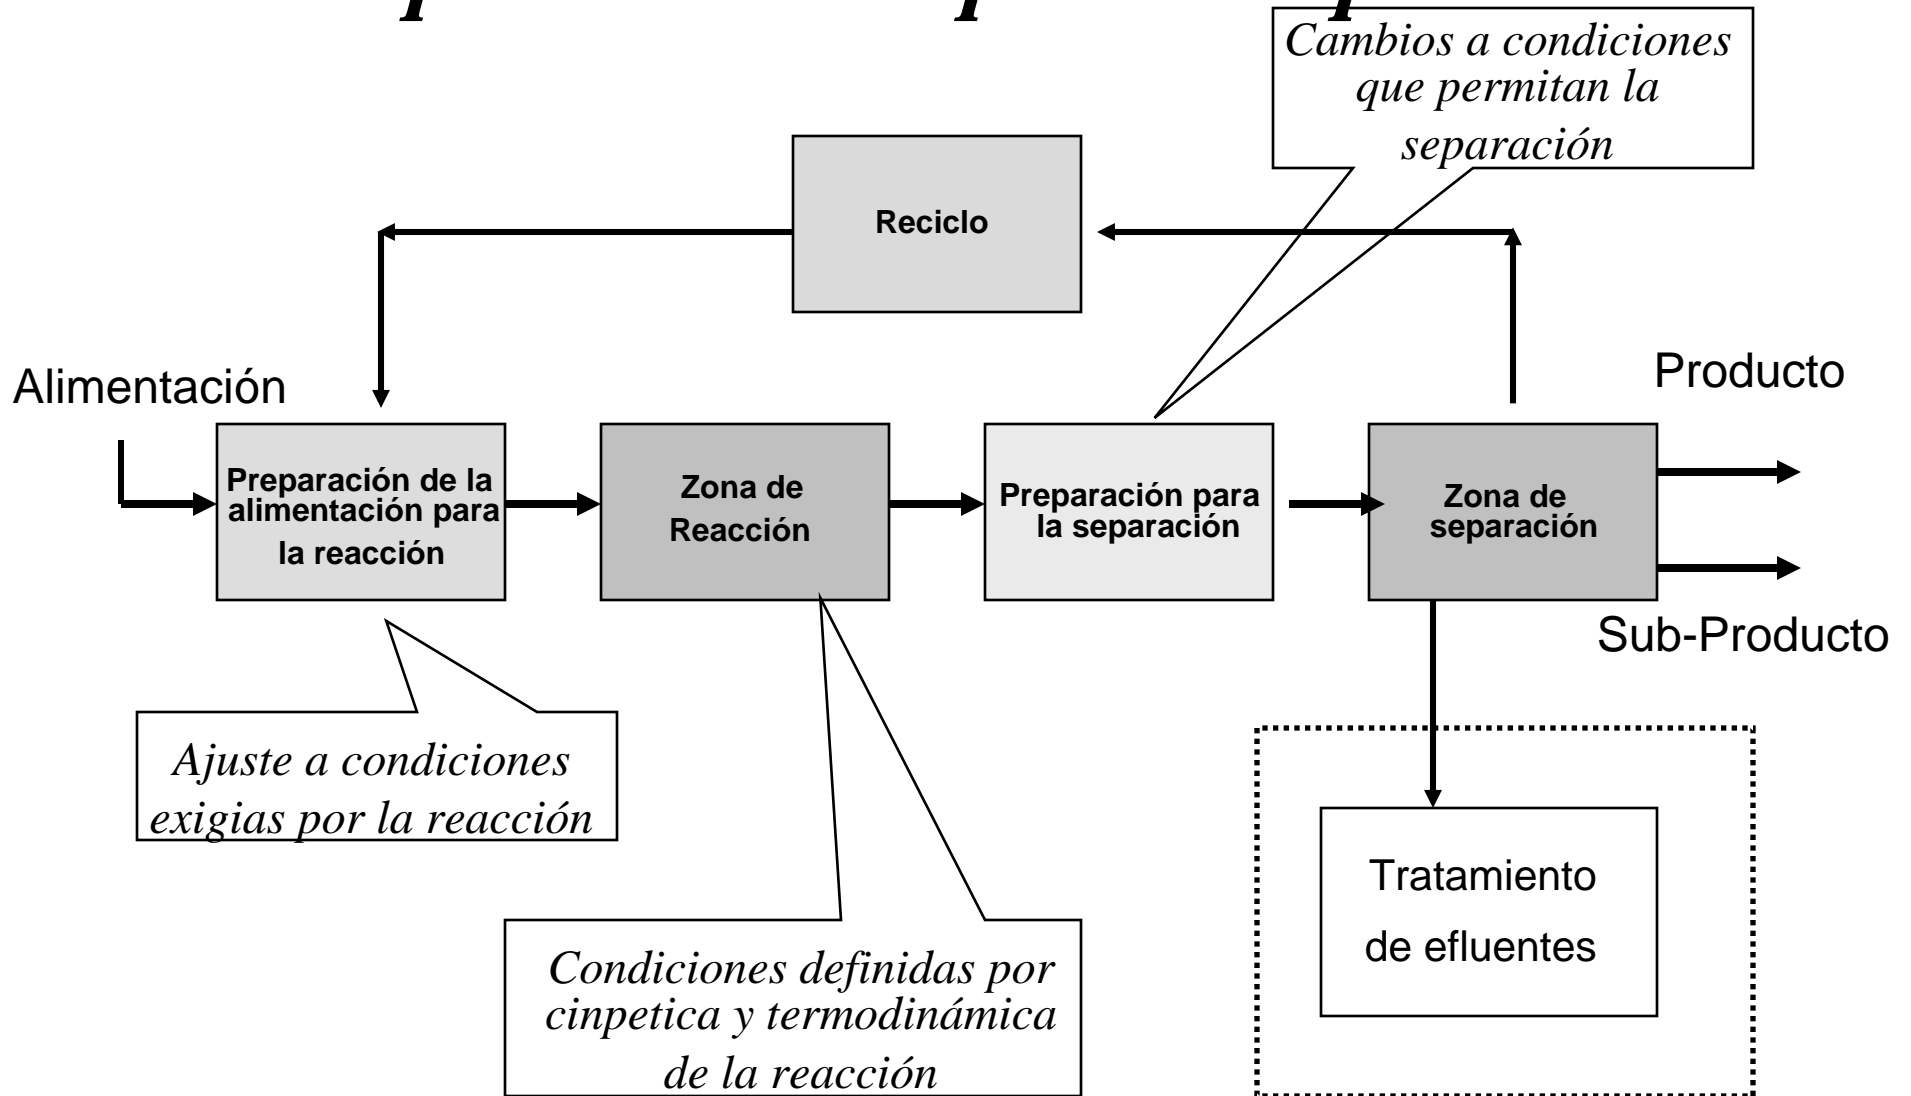 Cambios a condiciones
que permitan la
separación
Reciclo
Alimentación
Producto
Preparación de la
alimentación para
la reacción
Zona de
Reacción
Preparación para
la separación
Zona de
separación
Sub-Producto
Ajuste a condiciones
exigias por la reacción
Condiciones definidas por
cinpetica y termodinámica
de la reacción
Tratamiento
de efluentes